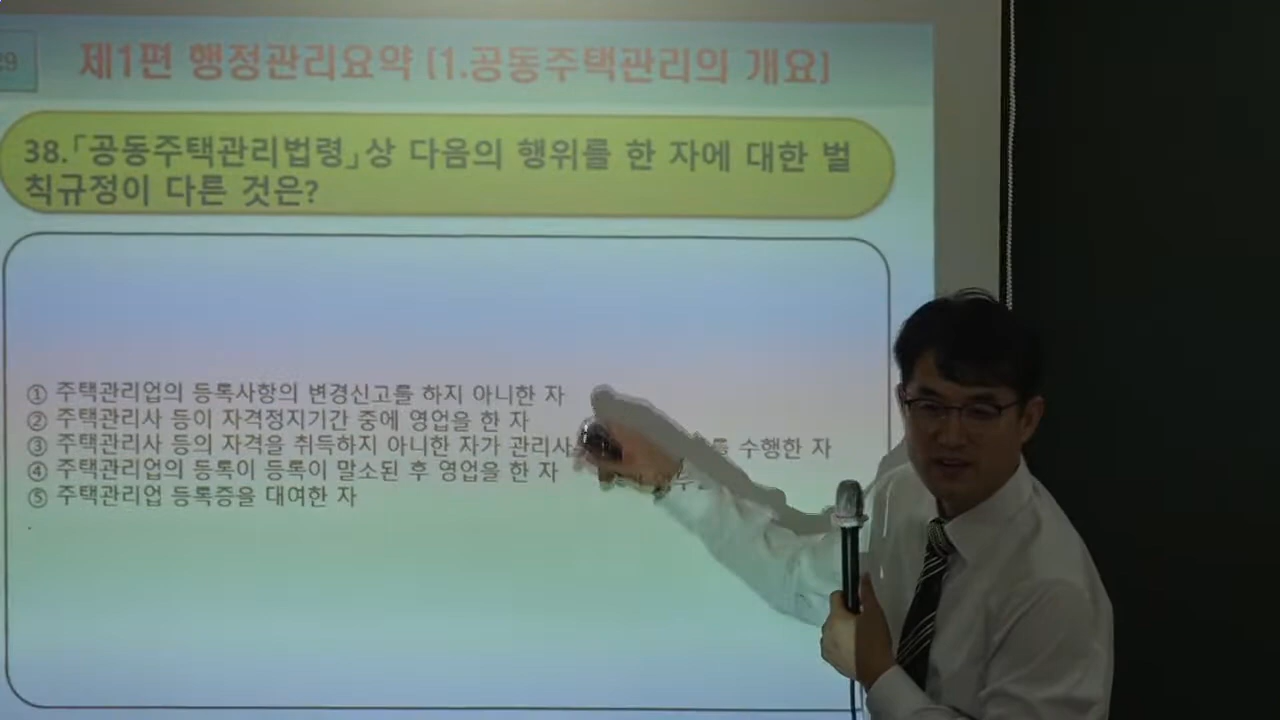 29
제1편 행정관리요약 (1.공동주택관리의 개요)
38.「공동주택관리법령」상 다음의 행위를 한 자에 대한 벌
칙규정이 다른 것은?
① 주택관리업의 등록사항의 변경신고를 하지 아니한 자
② 주택관리사 등이 자격정지기간 중에 영업을 한 자
③ 주택관리사 등의 자격을 취득하지 아니한 자가 관리사 를 수행한 자
④ 주택관리업의 등록이 등록이 말소된 후 영업을 한 자
⑤ 주택관리업 등록증을 대여한 자